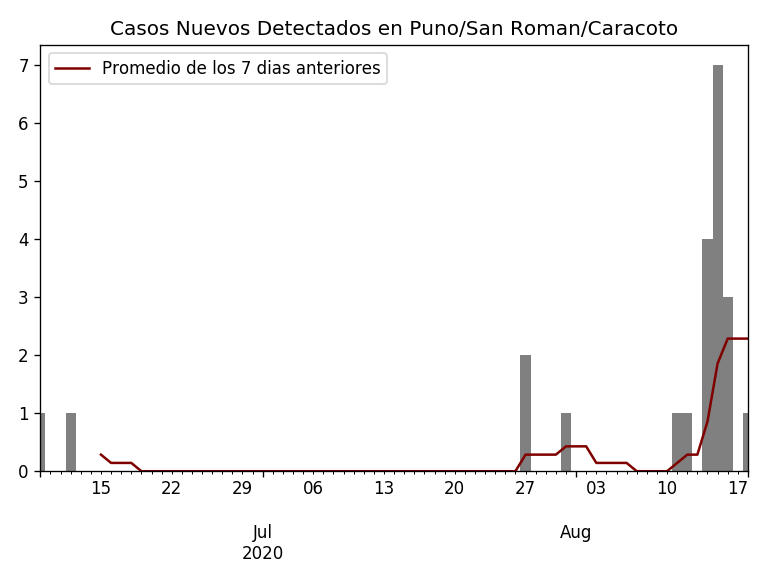 Casos Nuevos Detectados en Puno/San Roman/Caracoto
Promedio de los 7 dias anteriores
7
6
5
4
3
2
1
0
15 22 29 06 13 20 27 03 10 17
Jul Aug
2020